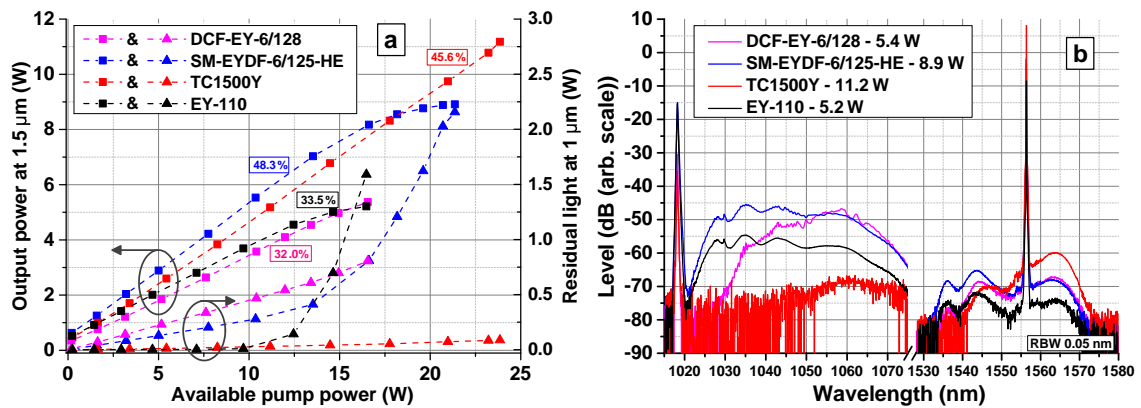 a
& DCF-EY-6/128
& SM-EYDF-6/125-HE
& TC1500Y
& EY-110
45.6%
48.3%
33.5%
32.0%
Output power at 1.5 µm (W)
12
10
8
6
4
2
0
Residual light at 1 µm (W)
3.0
2.5
2.0
1.5
1.0
0.5
0.0
0 5 10 15 20 25
Available pump power (W)
b
DCF-EY-6/128 - 5.4 W
SM-EYDF-6/125-HE - 8.9 W
TC1500Y - 11.2 W
EY-110 - 5.2 W
Level (dB (arb. scale))
10
0
-10
-20
-30
-40
-50
-60
-70
-80
-90
RBW 0.05 nm
1020 1030 1040 1050 1060 1070 1530 1540 1550 1560 1570 1580
Wavelength (nm)